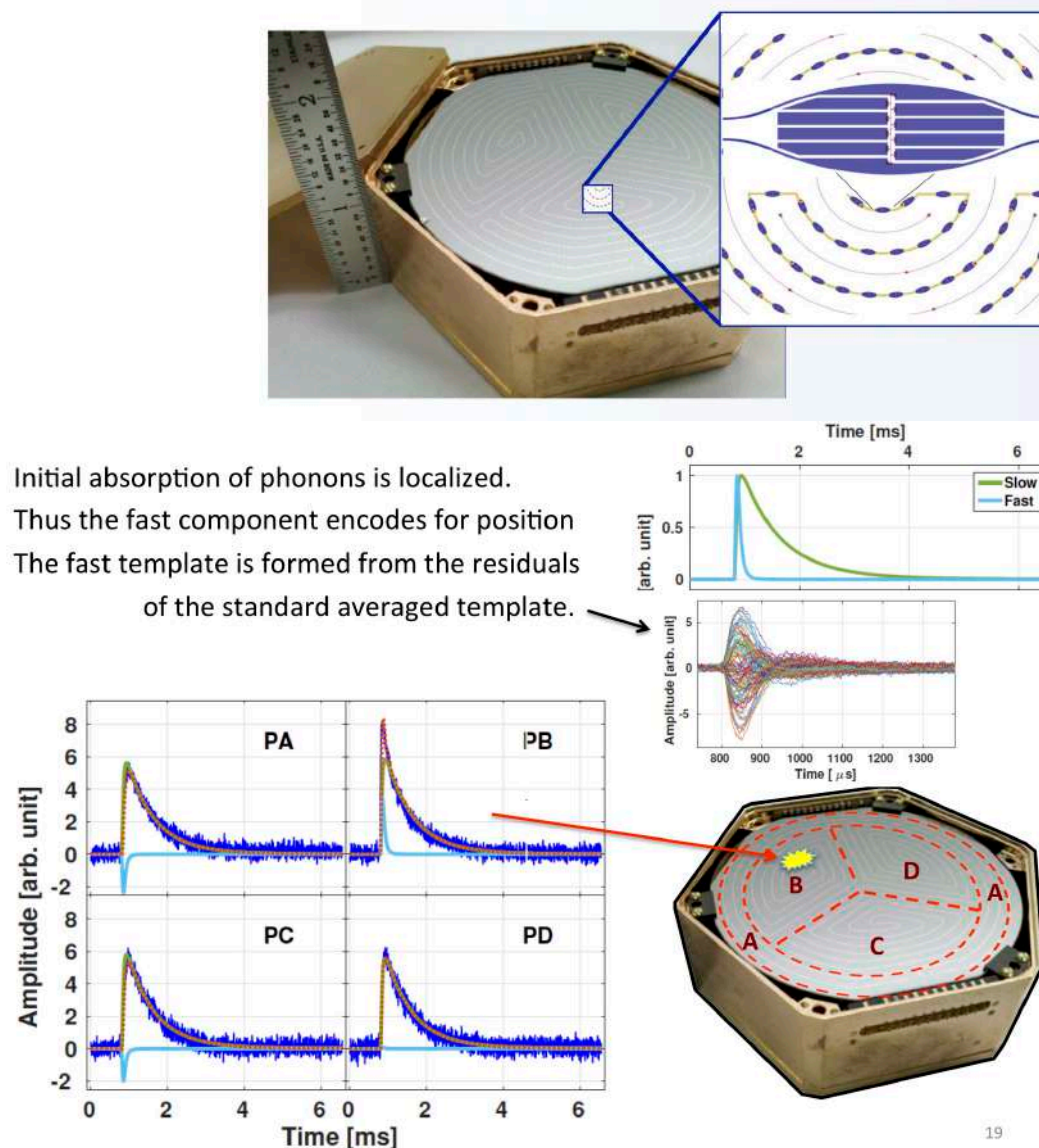 2
1
Time [ms]
0 2 4 6
Initial absorption of phonons is localized.
Thus the fast component encodes for position
The fast template is formed from the residuals
of the standard averaged template.
Slow
Fast
[arb. unit]
1
0.5
0
Amplitude [arb. unit]
5
0
-5
800 900 1000 1100 1200 1300
Time [ μs]
Amplitude [arb. unit]
8
6
4
2
0
-2
PA
PB
8
6
4
2
0
-2
PC
PD
0 2 4 6 0 2 4 6
Time [ms]
B
D
A
A
C
19